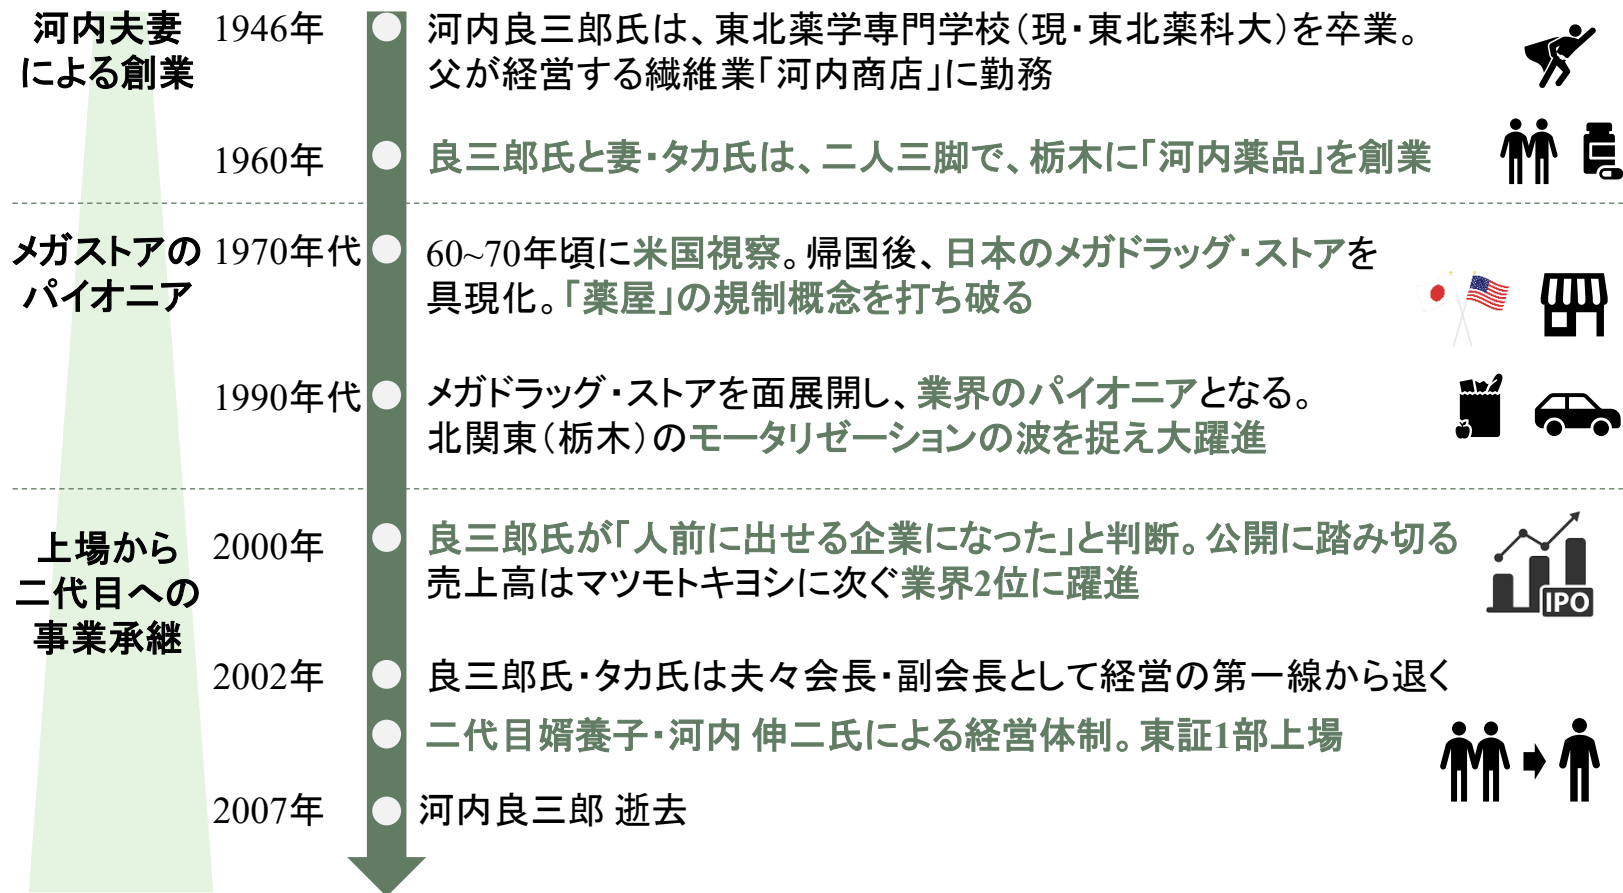 河内夫妻
による創業
1946年
河内良三郎氏は、東北薬学専門学校(現・東北薬科大)を卒業。
父が経営する繊維業「河内商店」に勤務
1960年
良三郎氏と妻・タカ氏は、二人三脚で、栃木に「河内薬品」を創業
メガストアの
パイオニア
1970年代
60~70年頃に米国視察。帰国後、日本のメガドラッグ・ストアを
具現化。「薬屋」の規制概念を打ち破る
1990年代
メガドラッグ・ストアを面展開し、業界のパイオニアとなる。
北関東(栃木)のモータリゼーションの波を捉え大躍進
上場から
二代目への
事業承継
2000年
良三郎氏が「人前に出せる企業になった」と判断。公開に踏み切る
売上高はマツモトキヨシに次ぐ業界2位に躍進
IPO
2002年
良三郎氏・タカ氏は夫々会長・副会長として経営の第一線から退く
二代目婿養子・河内 伸二氏による経営体制。東証1部上場
2007年
河内良三郎 逝去